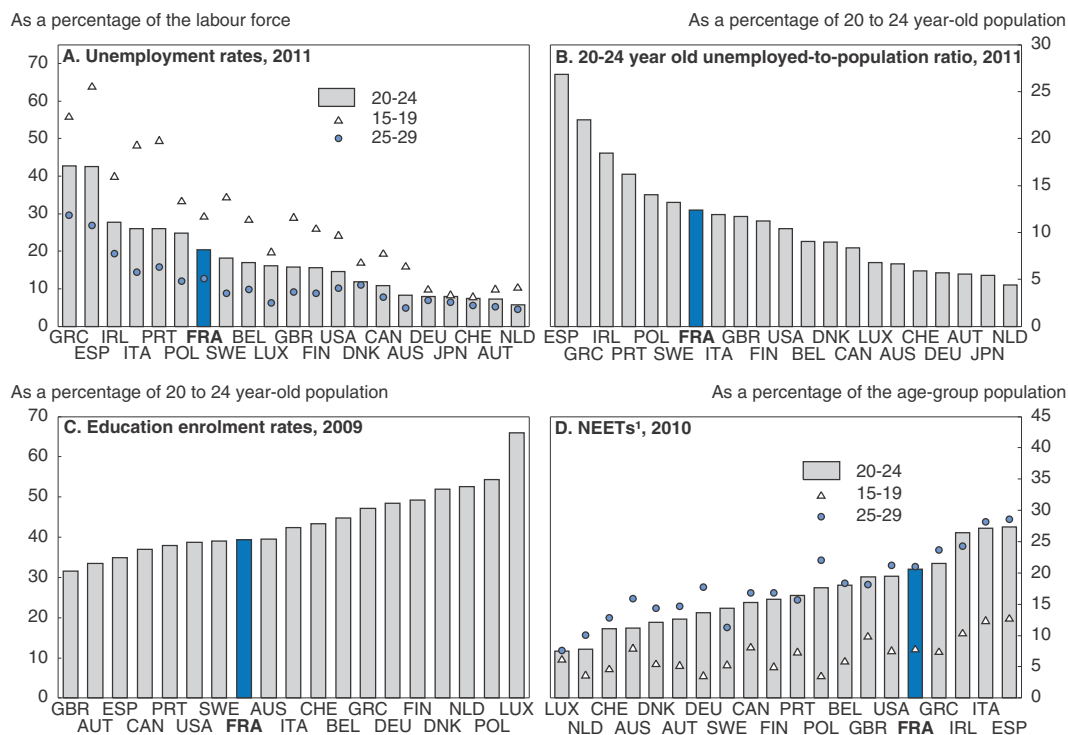 As a percentage of the labour force
A. Unemployment rates, 2011
70
60
50
40
30
20
10
0
20-24
15-19
25-29
GRC IRL PRT FRA BEL GBR USA CAN DEU CHE NLD
ESP ITA POL SWE LUX FIN DNK AUS JPN AUT
As a percentage of 20 to 24 year-old population
B. 20-24 year old unemployed-to-population ratio, 2011
30
25
20
15
10
5
0
ESP IRL POL FRA GBR USA DNK LUX CHE AUT NLD
GRC PRT SWE ITA FIN BEL CAN AUS DEU JPN
As a percentage of 20 to 24 year-old population
C. Education enrolment rates, 2009
70
60
50
40
30
20
10
0
GBR ESP PRT SWE AUS CHE GRC FIN NLD LUX
AUT CAN USA FRA ITA BEL DEU DNK POL
As a percentage of the age-group population
D. NEETs¹, 2010
45
40
35
30
25
20
15
10
5
0
20-24
15-19
25-29
LUX CHE DNK DEU CAN PRT BEL USA GRC ITA
NLD AUS AUT SWE FIN POL GBR FRA IRL ESP